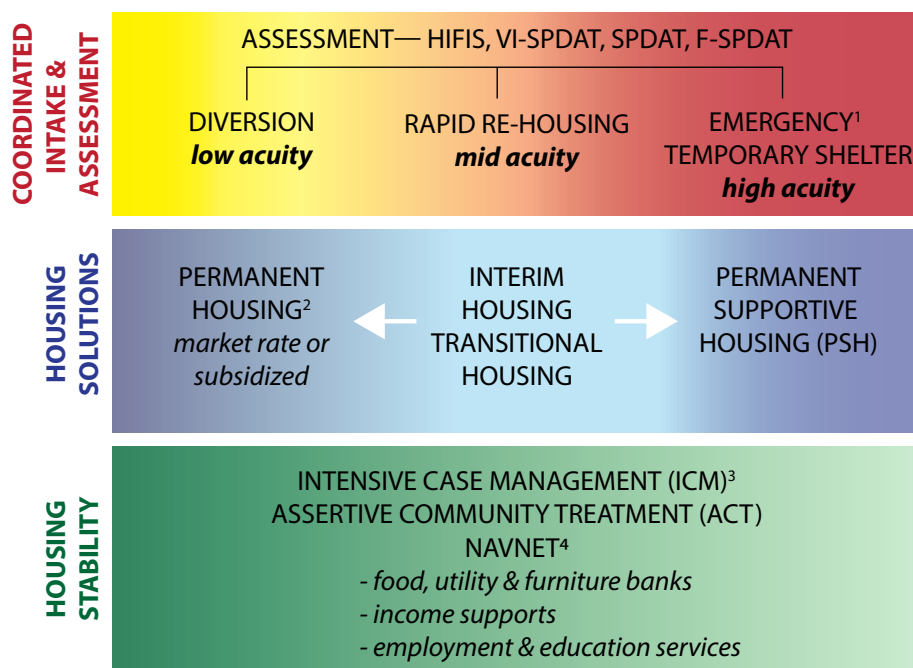 COORDINATED
INTAKE &
ASSESSMENT
ASSESSMENT— HIFIS, VI-SPDAT, SPDAT, F-SPDAT
DIVERSION
low acuity
RAPID RE-HOUSING
mid acuity
EMERGENCY¹
TEMPORARY SHELTER
high acuity
HOUSING
SOLUTIONS
PERMANENT
HOUSING²
market rate or
subsidized
INTERIM
HOUSING
TRANSITIONAL
HOUSING
PERMANENT
SUPPORTIVE
HOUSING (PSH)
HOUSING
STABILITY
INTENSIVE CASE MANAGEMENT (ICM)³
ASSERTIVE COMMUNITY TREATMENT (ACT)
NAVNET⁴
- food, utility & furniture banks
- income supports
- employment & education services